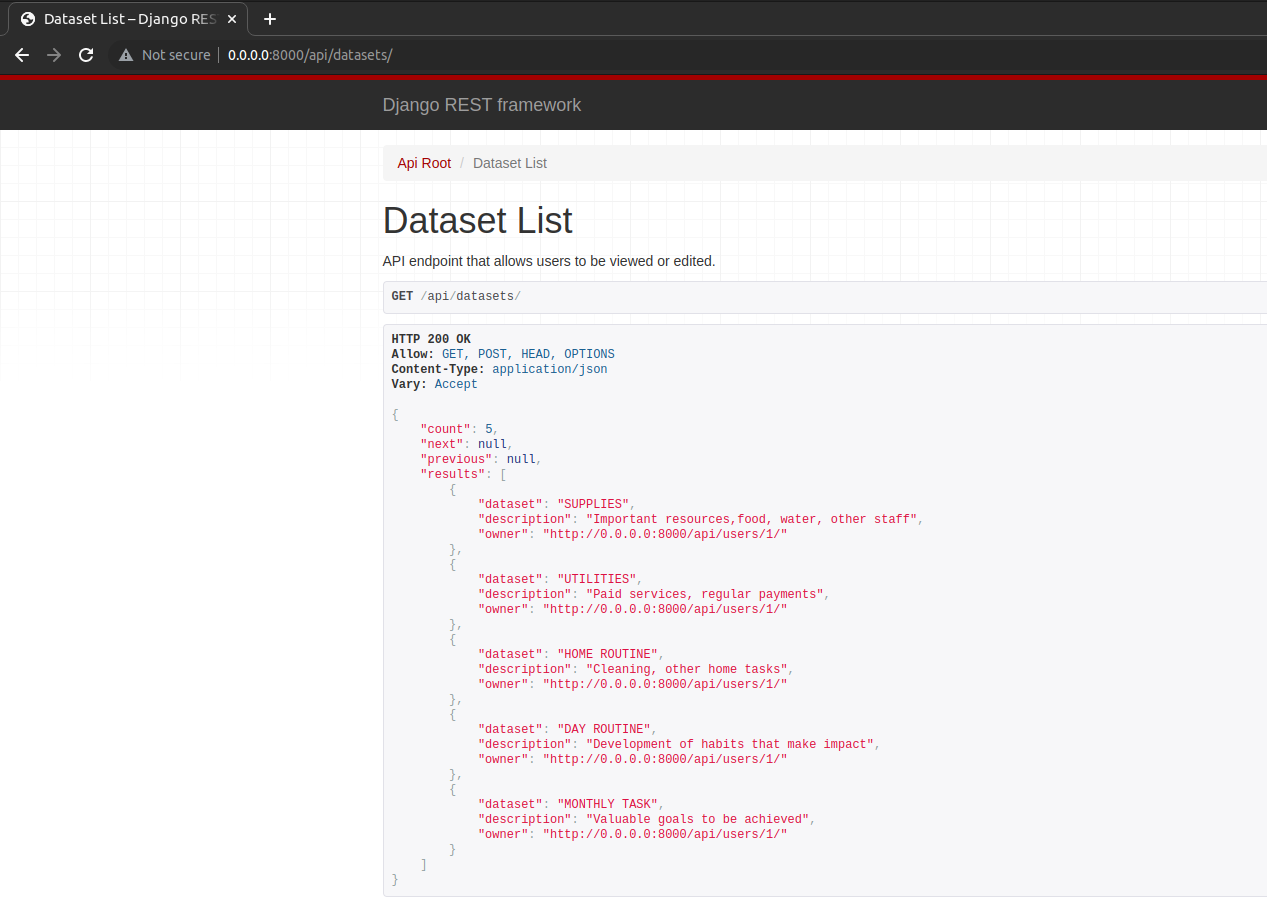 Dataset List – Django RES
Not secure 0.0.0.0:8000/api/datasets/
Django REST framework
Api Root / Dataset List
Dataset List
API endpoint that allows users to be viewed or edited.
GET /api/datasets/
HTTP 200 OK
Allow: GET, POST, HEAD, OPTIONS
Content-Type: application/json
Vary: Accept
{
    "count": 5,
    "next": null,
    "previous": null,
    "results": [
        {
            "dataset": "SUPPLIES",
            "description": "Important resources,food, water, other staff",
            "owner": "http://0.0.0.0:8000/api/users/1/"
        },
        {
            "dataset": "UTILITIES",
            "description": "Paid services, regular payments",
            "owner": "http://0.0.0.0:8000/api/users/1/"
        },
        {
            "dataset": "HOME ROUTINE",
            "description": "Cleaning, other home tasks",
            "owner": "http://0.0.0.0:8000/api/users/1/"
        },
        {
            "dataset": "DAY ROUTINE",
            "description": "Development of habits that make impact",
            "owner": "http://0.0.0.0:8000/api/users/1/"
        },
        {
            "dataset": "MONTHLY TASK",
            "description": "Valuable goals to be achieved",
            "owner": "http://0.0.0.0:8000/api/users/1/"
        }
    ]
}